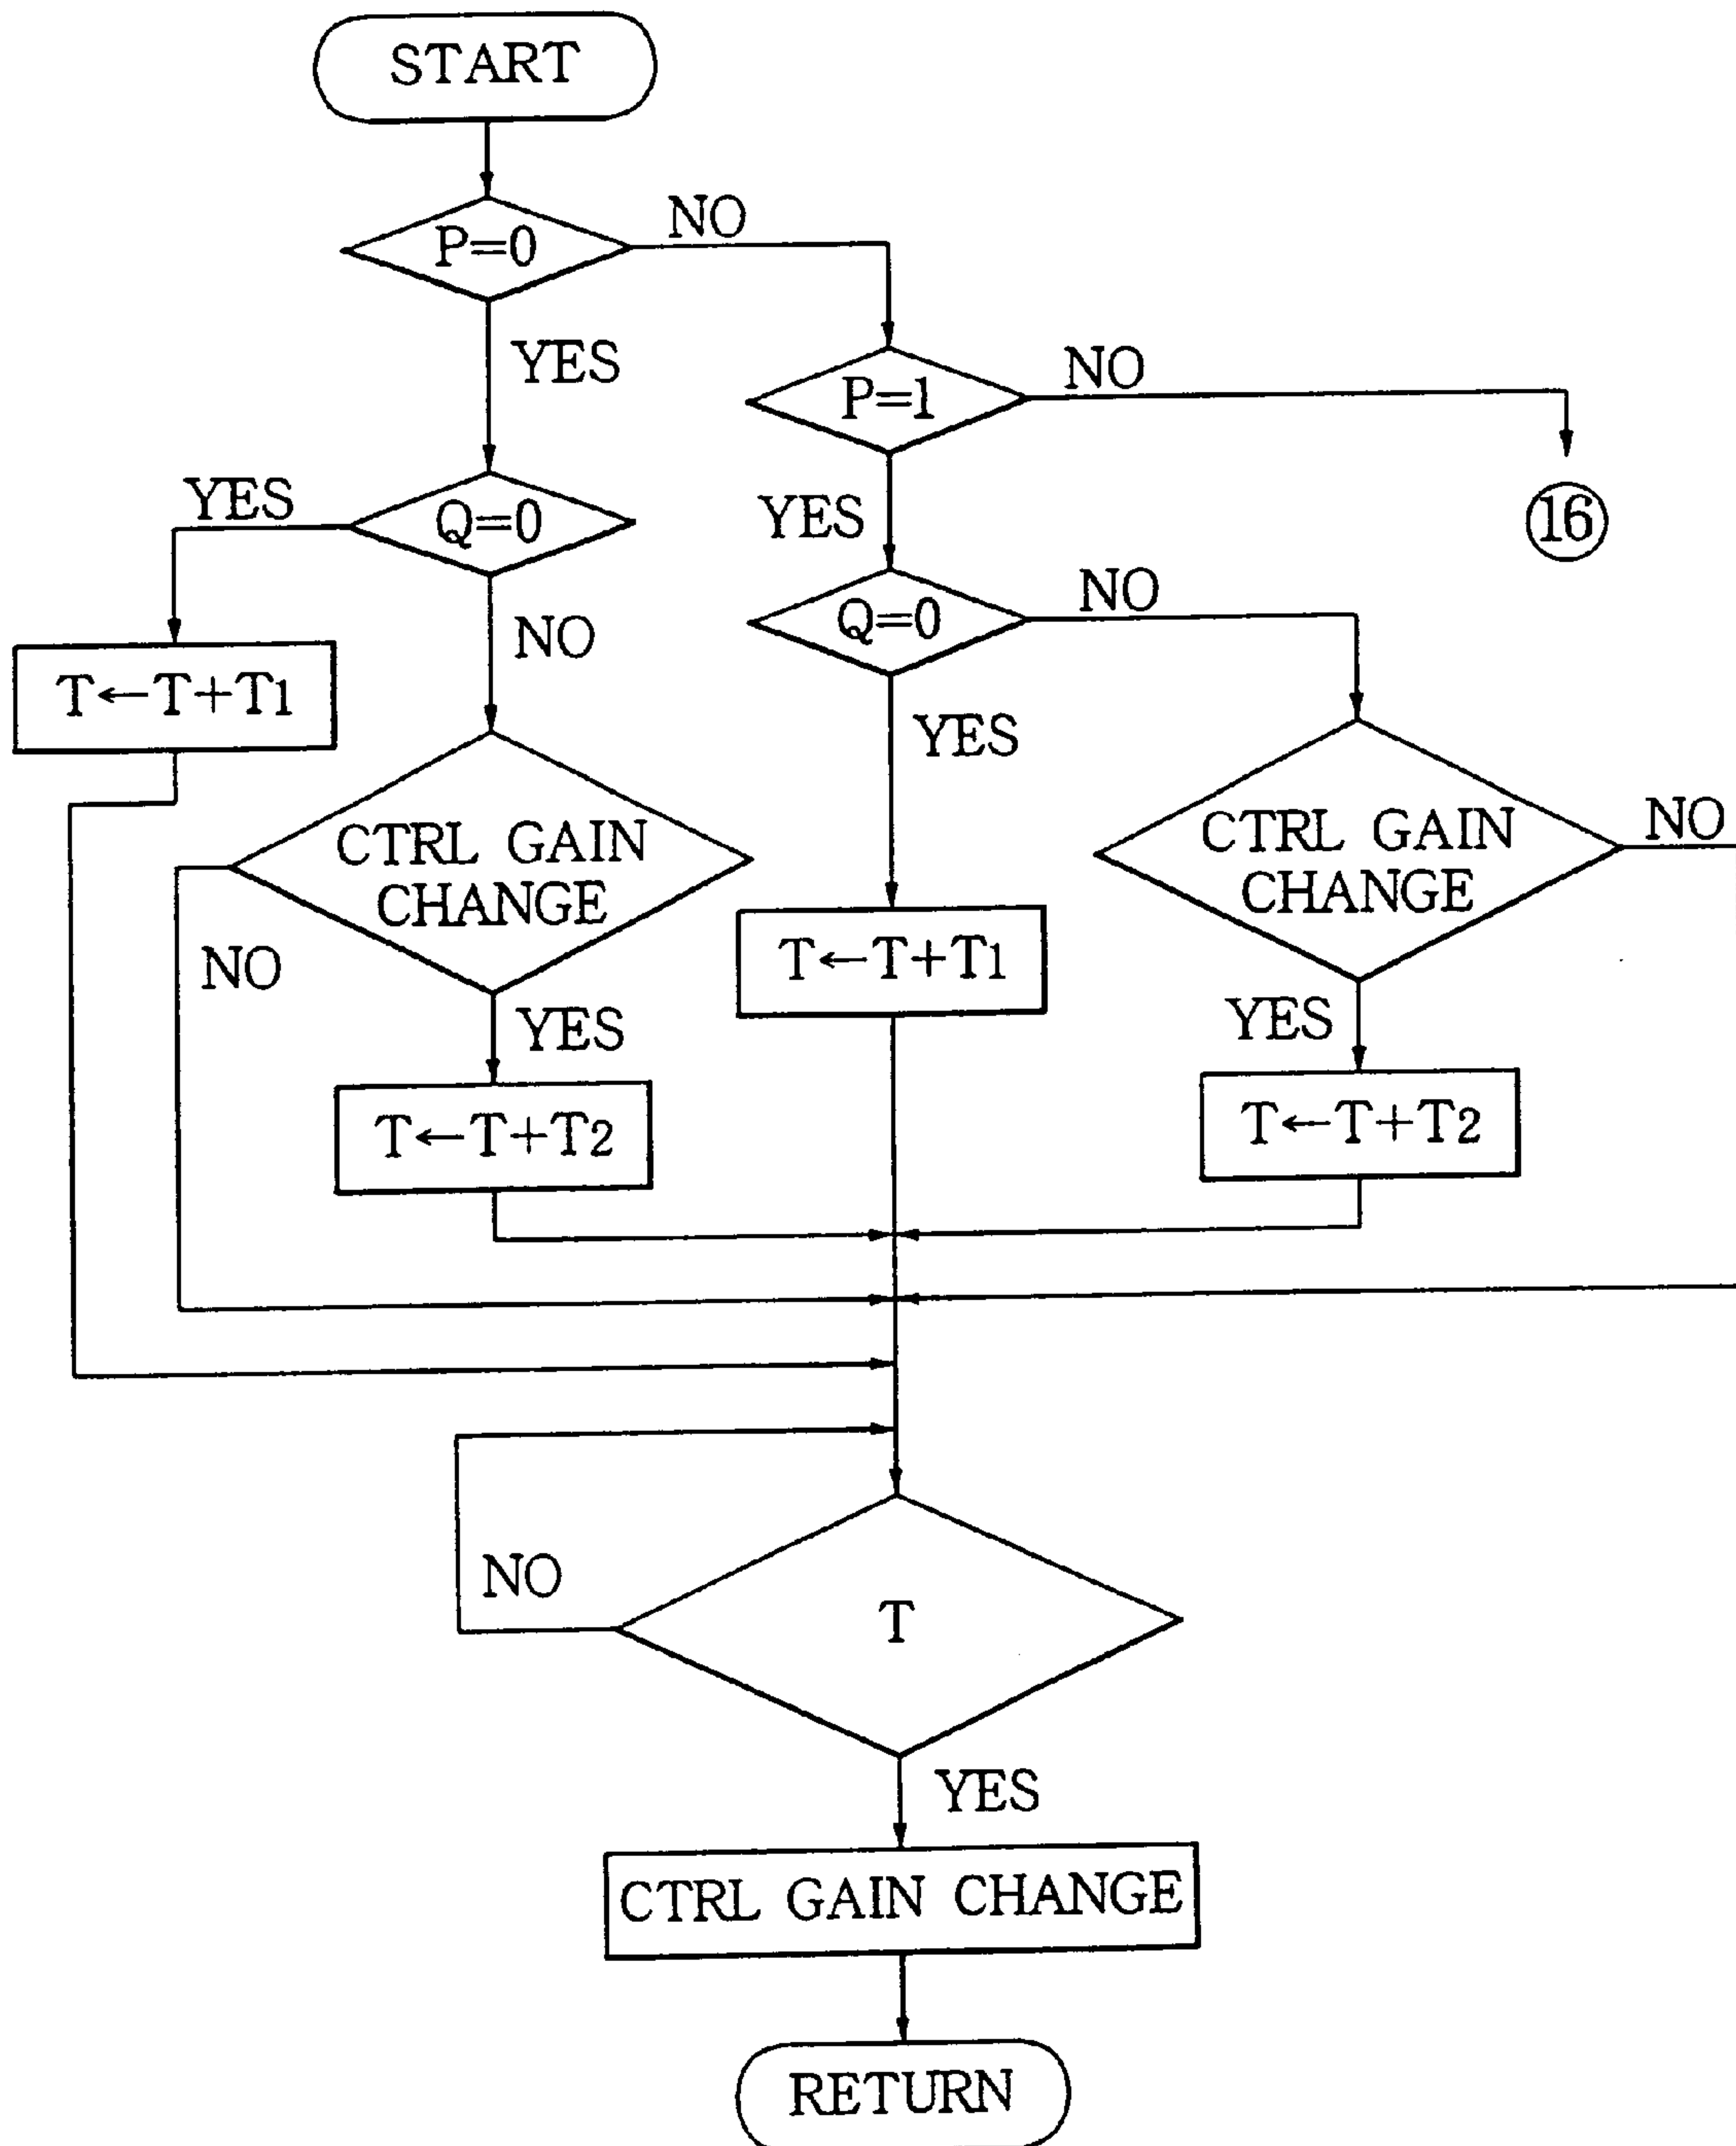 START
P=0
NO
YES
P=1
NO
YES
Q=0
YES
16
Q=0
NO
NO
T←T+T1
YES
CTRL GAIN
CHANGE
NO
CTRL GAIN
CHANGE
NO
T←T+T1
YES
YES
T←T+T2
T←T+T2
NO
T
YES
CTRL GAIN CHANGE
RETURN